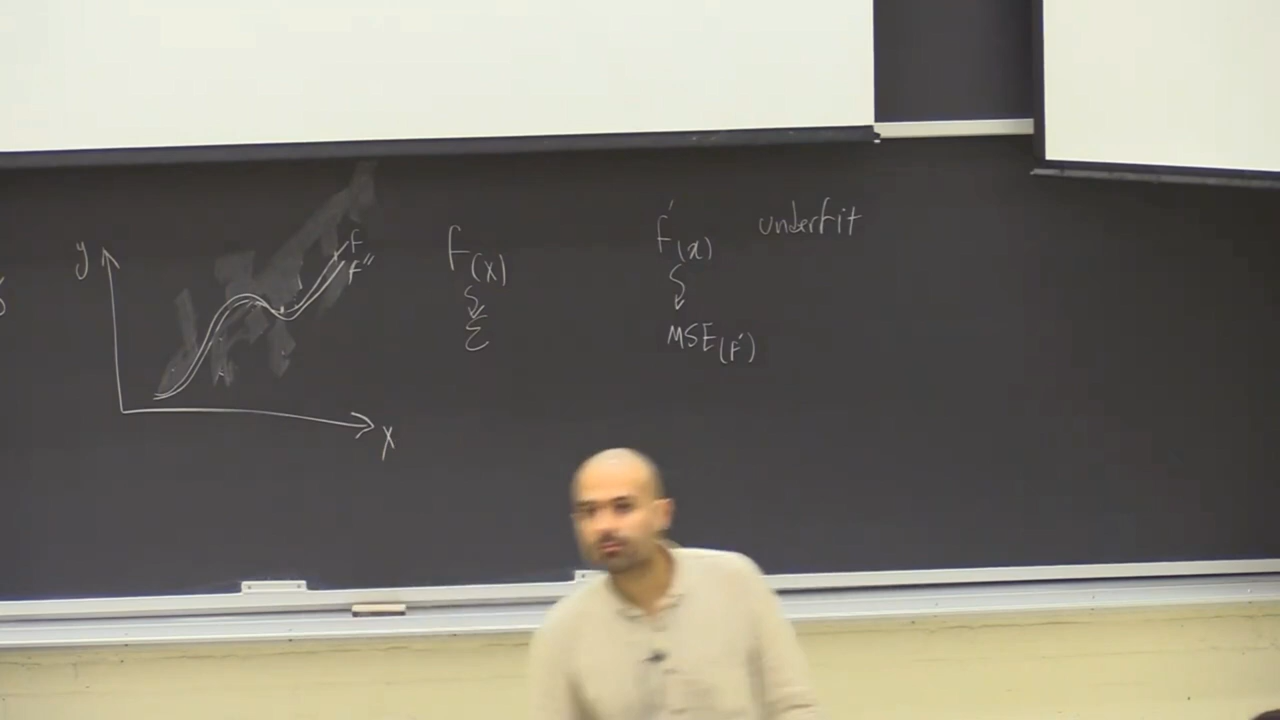 y
F
F''
x
F(x)
ε
F'(x)
MSE(F')
underfit